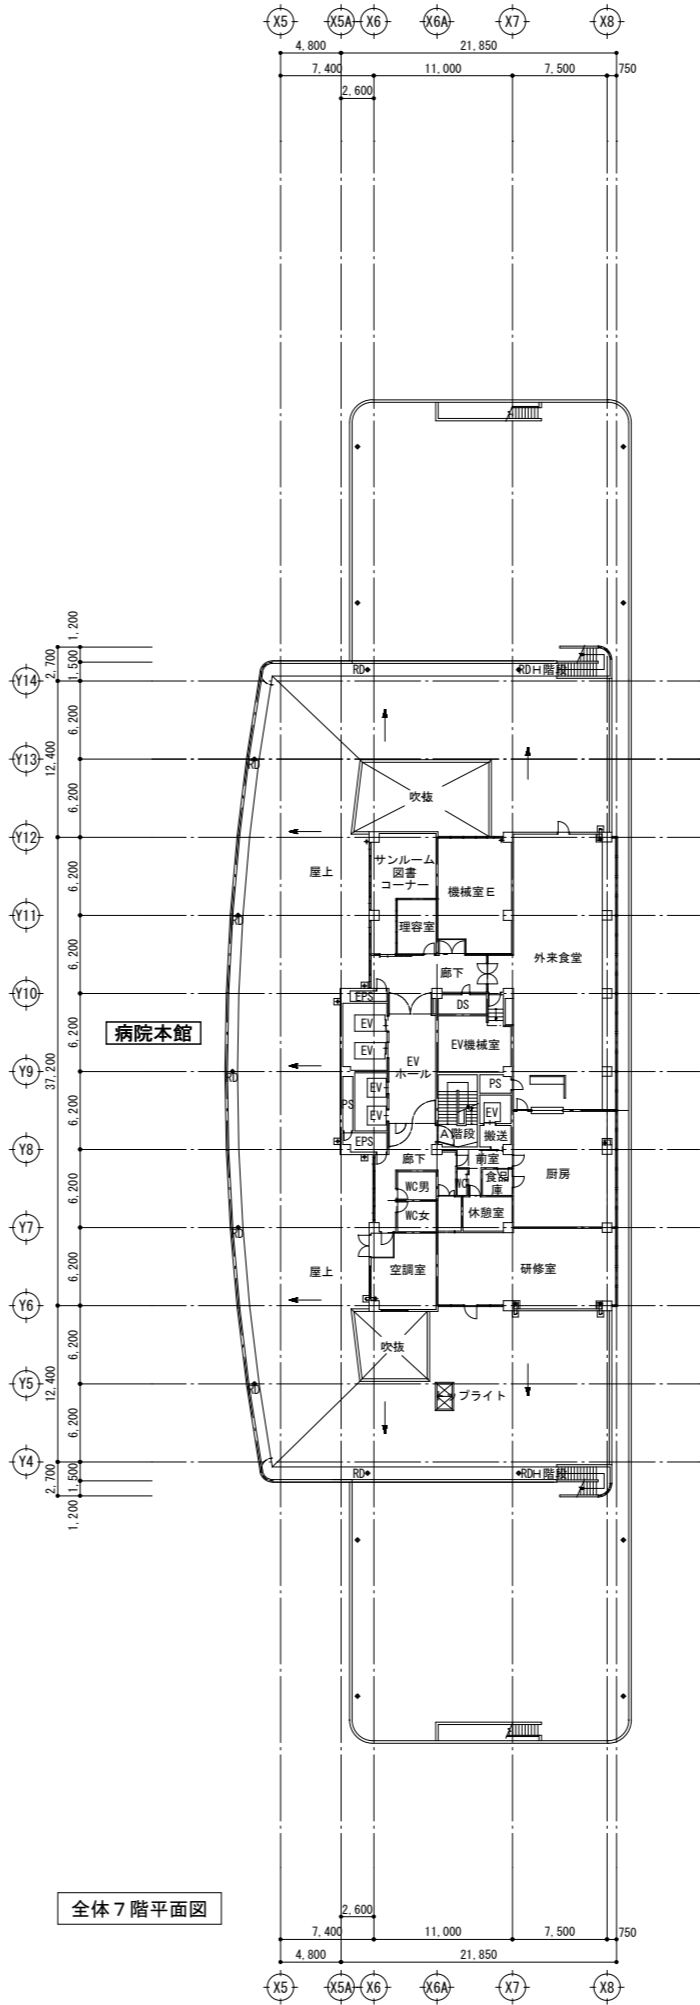 X5 X5A X6 X6A X7 X8
4,800 21,850
7,400 11,000 7,500 750
2,600
1,200
2,700 1,500
Y14
RD RD H階段
6,200
12,400
Y13
RD
吹抜
6,200
Y12
サンルーム
図書
コーナー
屋上
機械室E
6,200
Y11
RD
理容室
外来食堂
6,200
廊下
Y10
EPS
DS
EV
病院本館
6,200
EV機械室
EV
EV
ホール
37,200
Y9
RD
EV
PS
PS
6,200
EV
EV
A階段
搬送
Y8
EPS
廊下
前室
厨房
WC男
WC
食品
庫
6,200
WC女
休憩室
Y7
RD
空調室
研修室
屋上
6,200
Y6
吹抜
6,200
Y5
12,400
RD
ップライト
6,200
Y4
RD RD H階段
2,700 1,500
1,200
全体7階平面図
2,600
7,400 11,000 7,500 750
4,800 21,850
X5 X5A X6 X6A X7 X8